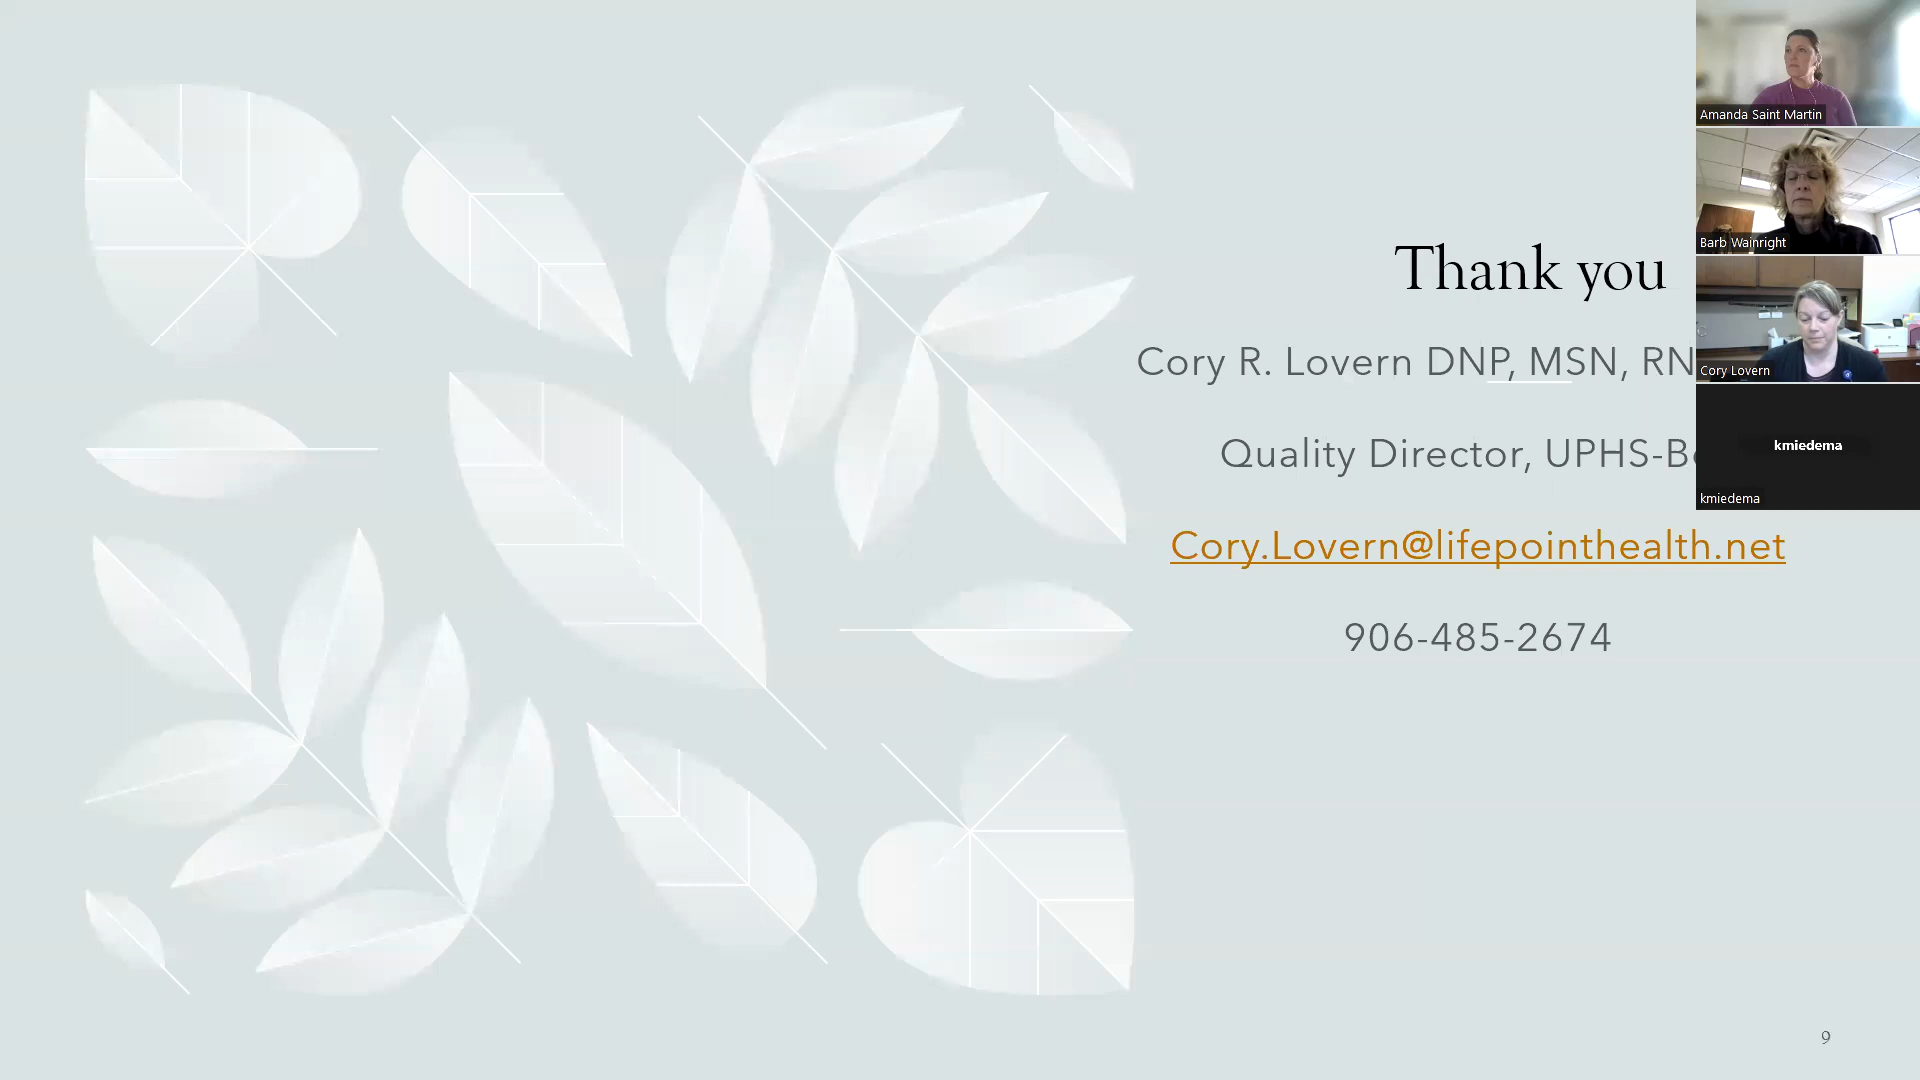 Thank you
Cory R. Lovern DNP, MSN, RN
Quality Director,
Cory.Lovern@lifepointhealth.net
906-485-2674
9
Amanda Saint Martin
Barb Wainright
Cory Lovern
kmiedema
kmiedema